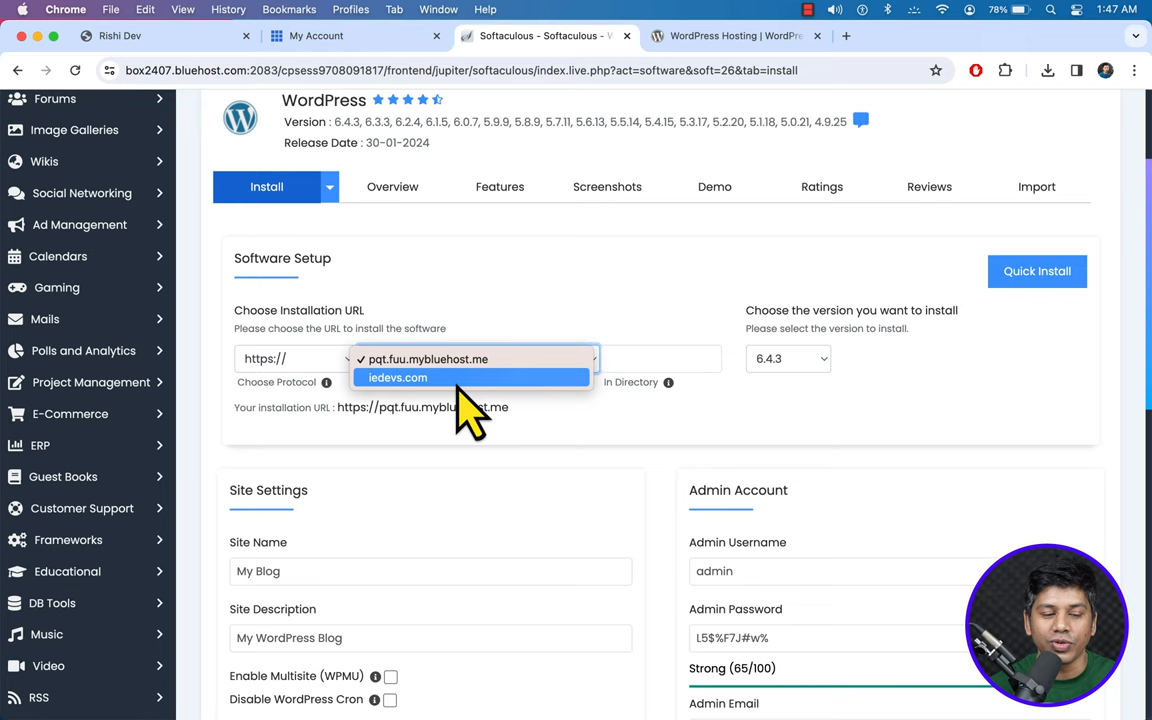 Chrome File Edit View History Bookmarks Profiles Tab Window Help 78% 1:47 AM
Rishi Dev
My Account
Softaculous - Softaculous - W
WordPress Hosting | WordPre
box2407.bluehost.com:2083/cpsess9708091817/frontend/jupiter/softaculous/index.live.php?act=software&soft=26&tab=install
Forums
Image Galleries
Wikis
Social Networking
Ad Management
Calendars
Gaming
Mails
Polls and Analytics
Project Management
E-Commerce
ERP
Guest Books
Customer Support
Frameworks
Educational
DB Tools
Music
Video
RSS
WordPress
Version : 6.4.3, 6.3.3, 6.2.4, 6.1.5, 6.0.7, 5.9.9, 5.8.9, 5.7.11, 5.6.13, 5.5.14, 5.4.15, 5.3.17, 5.2.20, 5.1.18, 5.0.21, 4.9.25
Release Date : 30-01-2024
Install Overview Features Screenshots Demo Ratings Reviews Import
Software Setup
Quick Install
Choose Installation URL
Please choose the URL to install the software
https://
pqt.fuu.mybluehost.me
iedevs.com
Choose Protocol
In Directory
Your installation URL : https://pqt.fuu.myblu st.me
Choose the version you want to install
Please select the version to install.
6.4.3
Site Settings
Site Name
My Blog
Site Description
My WordPress Blog
Enable Multisite (WPMU)
Disable WordPress Cron
Admin Account
Admin Username
admin
Admin Password
L5$%F7J#w%
Strong (65/100)
Admin Email